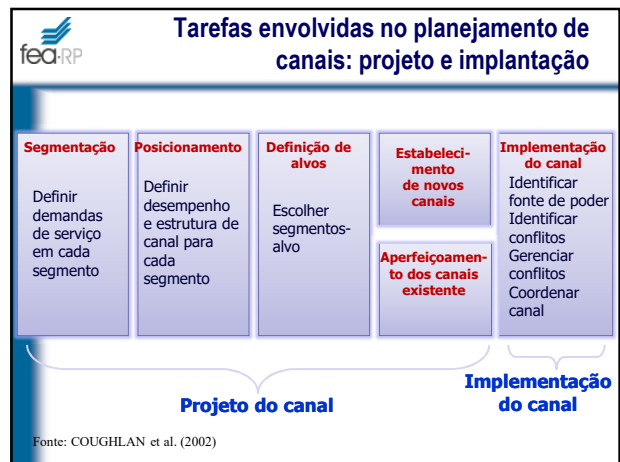 Tarefas envolvidas no planejamento de
canais: projeto e implantação
fea-RP
Segmentação
Definir
demandas
de serviço
em cada
segmento
Posicionamento
Definir
desempenho
e estrutura de
canal para
cada
segmento
Definição de
alvos
Escolher
segmentos-
alvo
Estabeleci-
mento
de novos
canais
Aperfeiçoamen-
to dos canais
existente
Implementação
do canal
Identificar
fonte de poder
Identificar
conflitos
Gerenciar
conflitos
Coordenar
canal
Projeto do canal
Implementação
do canal
Fonte: COUGHLAN et al. (2002)